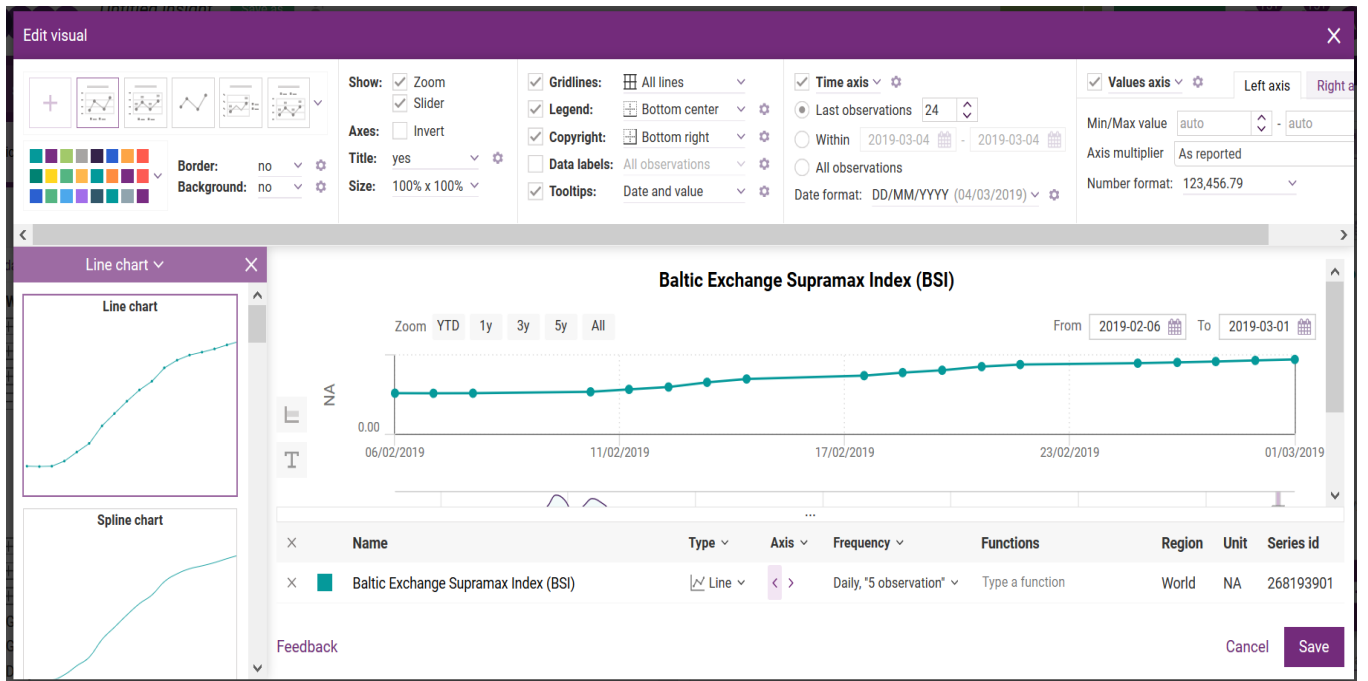 Untitled Insight
Edit visual
Show: Zoom
Slider
Axes: Invert
Title: yes
Size: 100% x 100%
Border: no
Background: no
Gridlines: All lines
Legend: Bottom center
Copyright: Bottom right
Data labels: All observations
Tooltips: Date and value
Time axis
Last observations 24
Within 2019-03-04 - 2019-03-04
All observations
Date format: DD/MM/YYYY (04/03/2019)
Values axis Left axis Right a
Min/Max value auto - auto
Axis multiplier As reported
Number format: 123,456.79
Line chart
Line chart
Spline chart
Baltic Exchange Supramax Index (BSI)
Zoom YTD 1y 3y 5y All From 2019-02-06 To 2019-03-01
NA
0.00
06/02/2019 11/02/2019 17/02/2019 23/02/2019 01/03/2019
...
Name Type Axis Frequency Functions Region Unit Series id
Baltic Exchange Supramax Index (BSI) Line Daily, "5 observation" Type a function World NA 268193901
Feedback Cancel Save